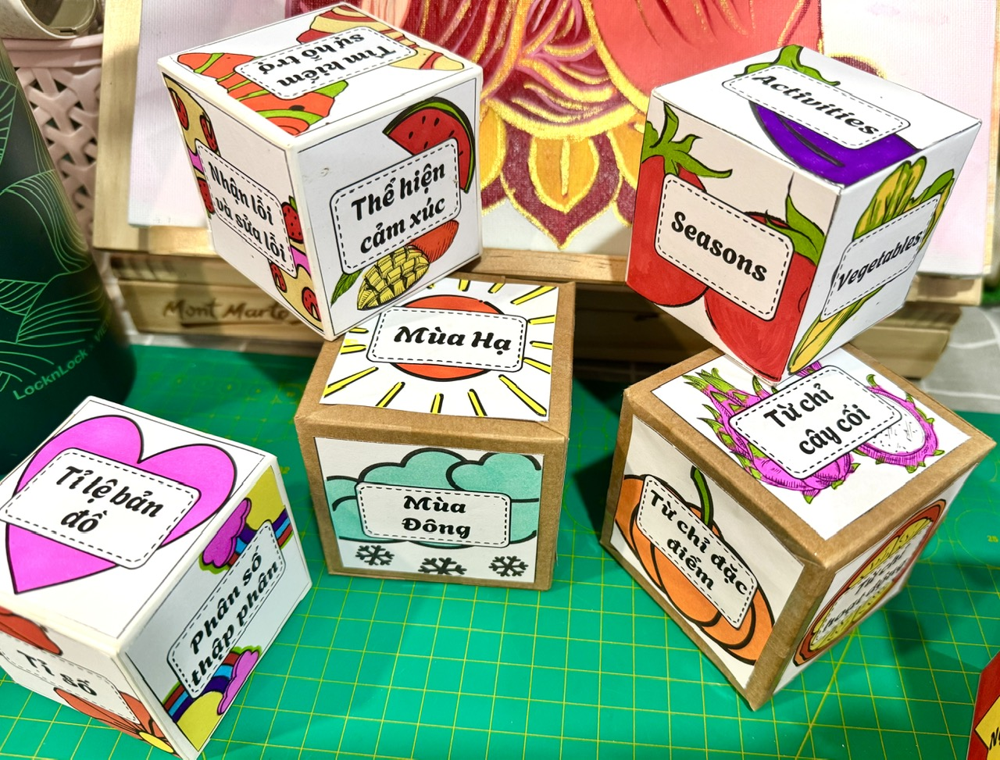 Tìm kiếm
sự hỗ trợ
Nhận lỗi
và sửa lỗi
Thể hiện
cảm xúc
Activities
Seasons
Vegetables
Mont Marte
LocknLock
Mùa Hạ
Mùa
Đông
Từ chỉ
cây cối
Từ chỉ đặc
điểm
Tỉ lệ bản
đồ
Phân số
thập phân
Tỉ số